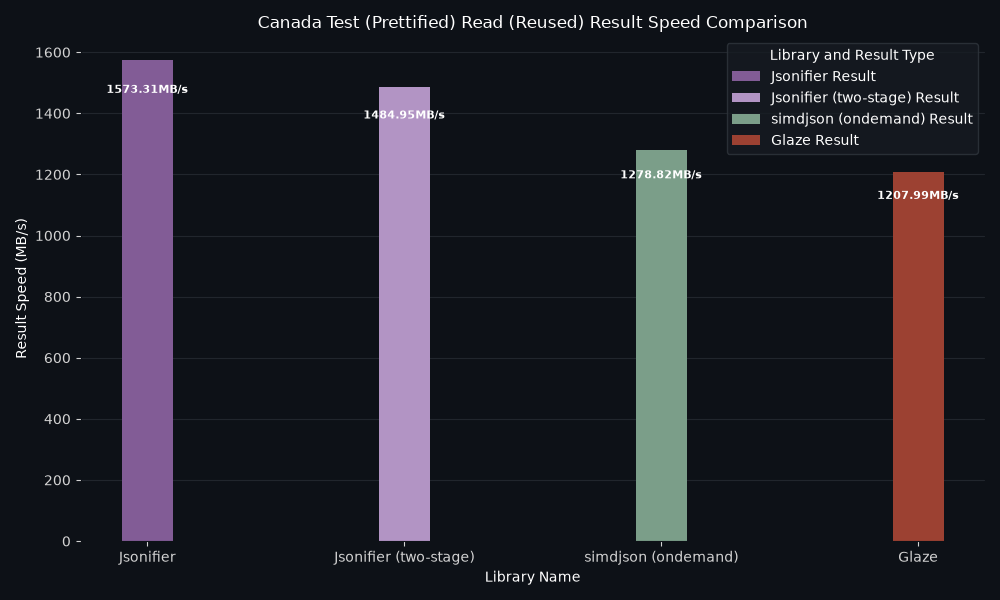 Canada Test (Prettified) Read (Reused) Result Speed Comparison
Library and Result Type
Jsonifier Result
Jsonifier (two-stage) Result
simdjson (ondemand) Result
Glaze Result
Result Speed (MB/s)
1600
1400
1200
1000
800
600
400
200
0
1573.31MB/s
1484.95MB/s
1278.82MB/s
1207.99MB/s
Jsonifier
Jsonifier (two-stage)
simdjson (ondemand)
Glaze
Library Name